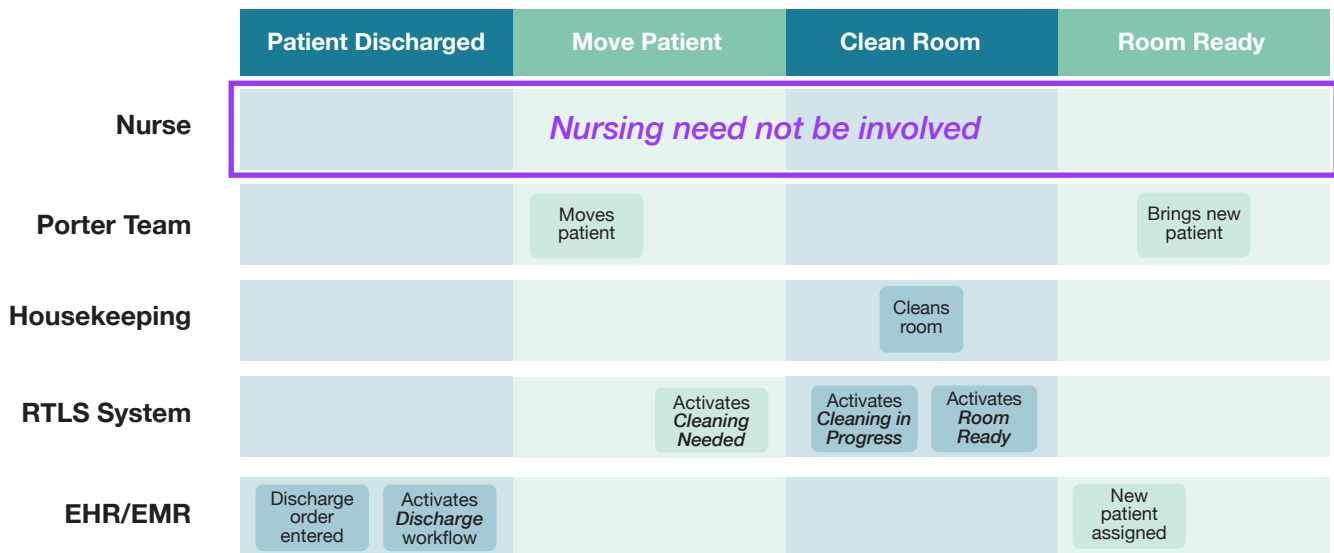 Patient Discharged
Move Patient
Clean Room
Room Ready
Nurse
Nursing need not be involved
Porter Team
Moves
patient
Brings new
patient
Housekeeping
Cleans
room
RTLS System
Activates
Cleaning
Needed
Activates
Cleaning in
Progress
Activates
Room
Ready
EHR/EMR
Discharge
order
entered
Activates
Discharge
workflow
New
patient
assigned